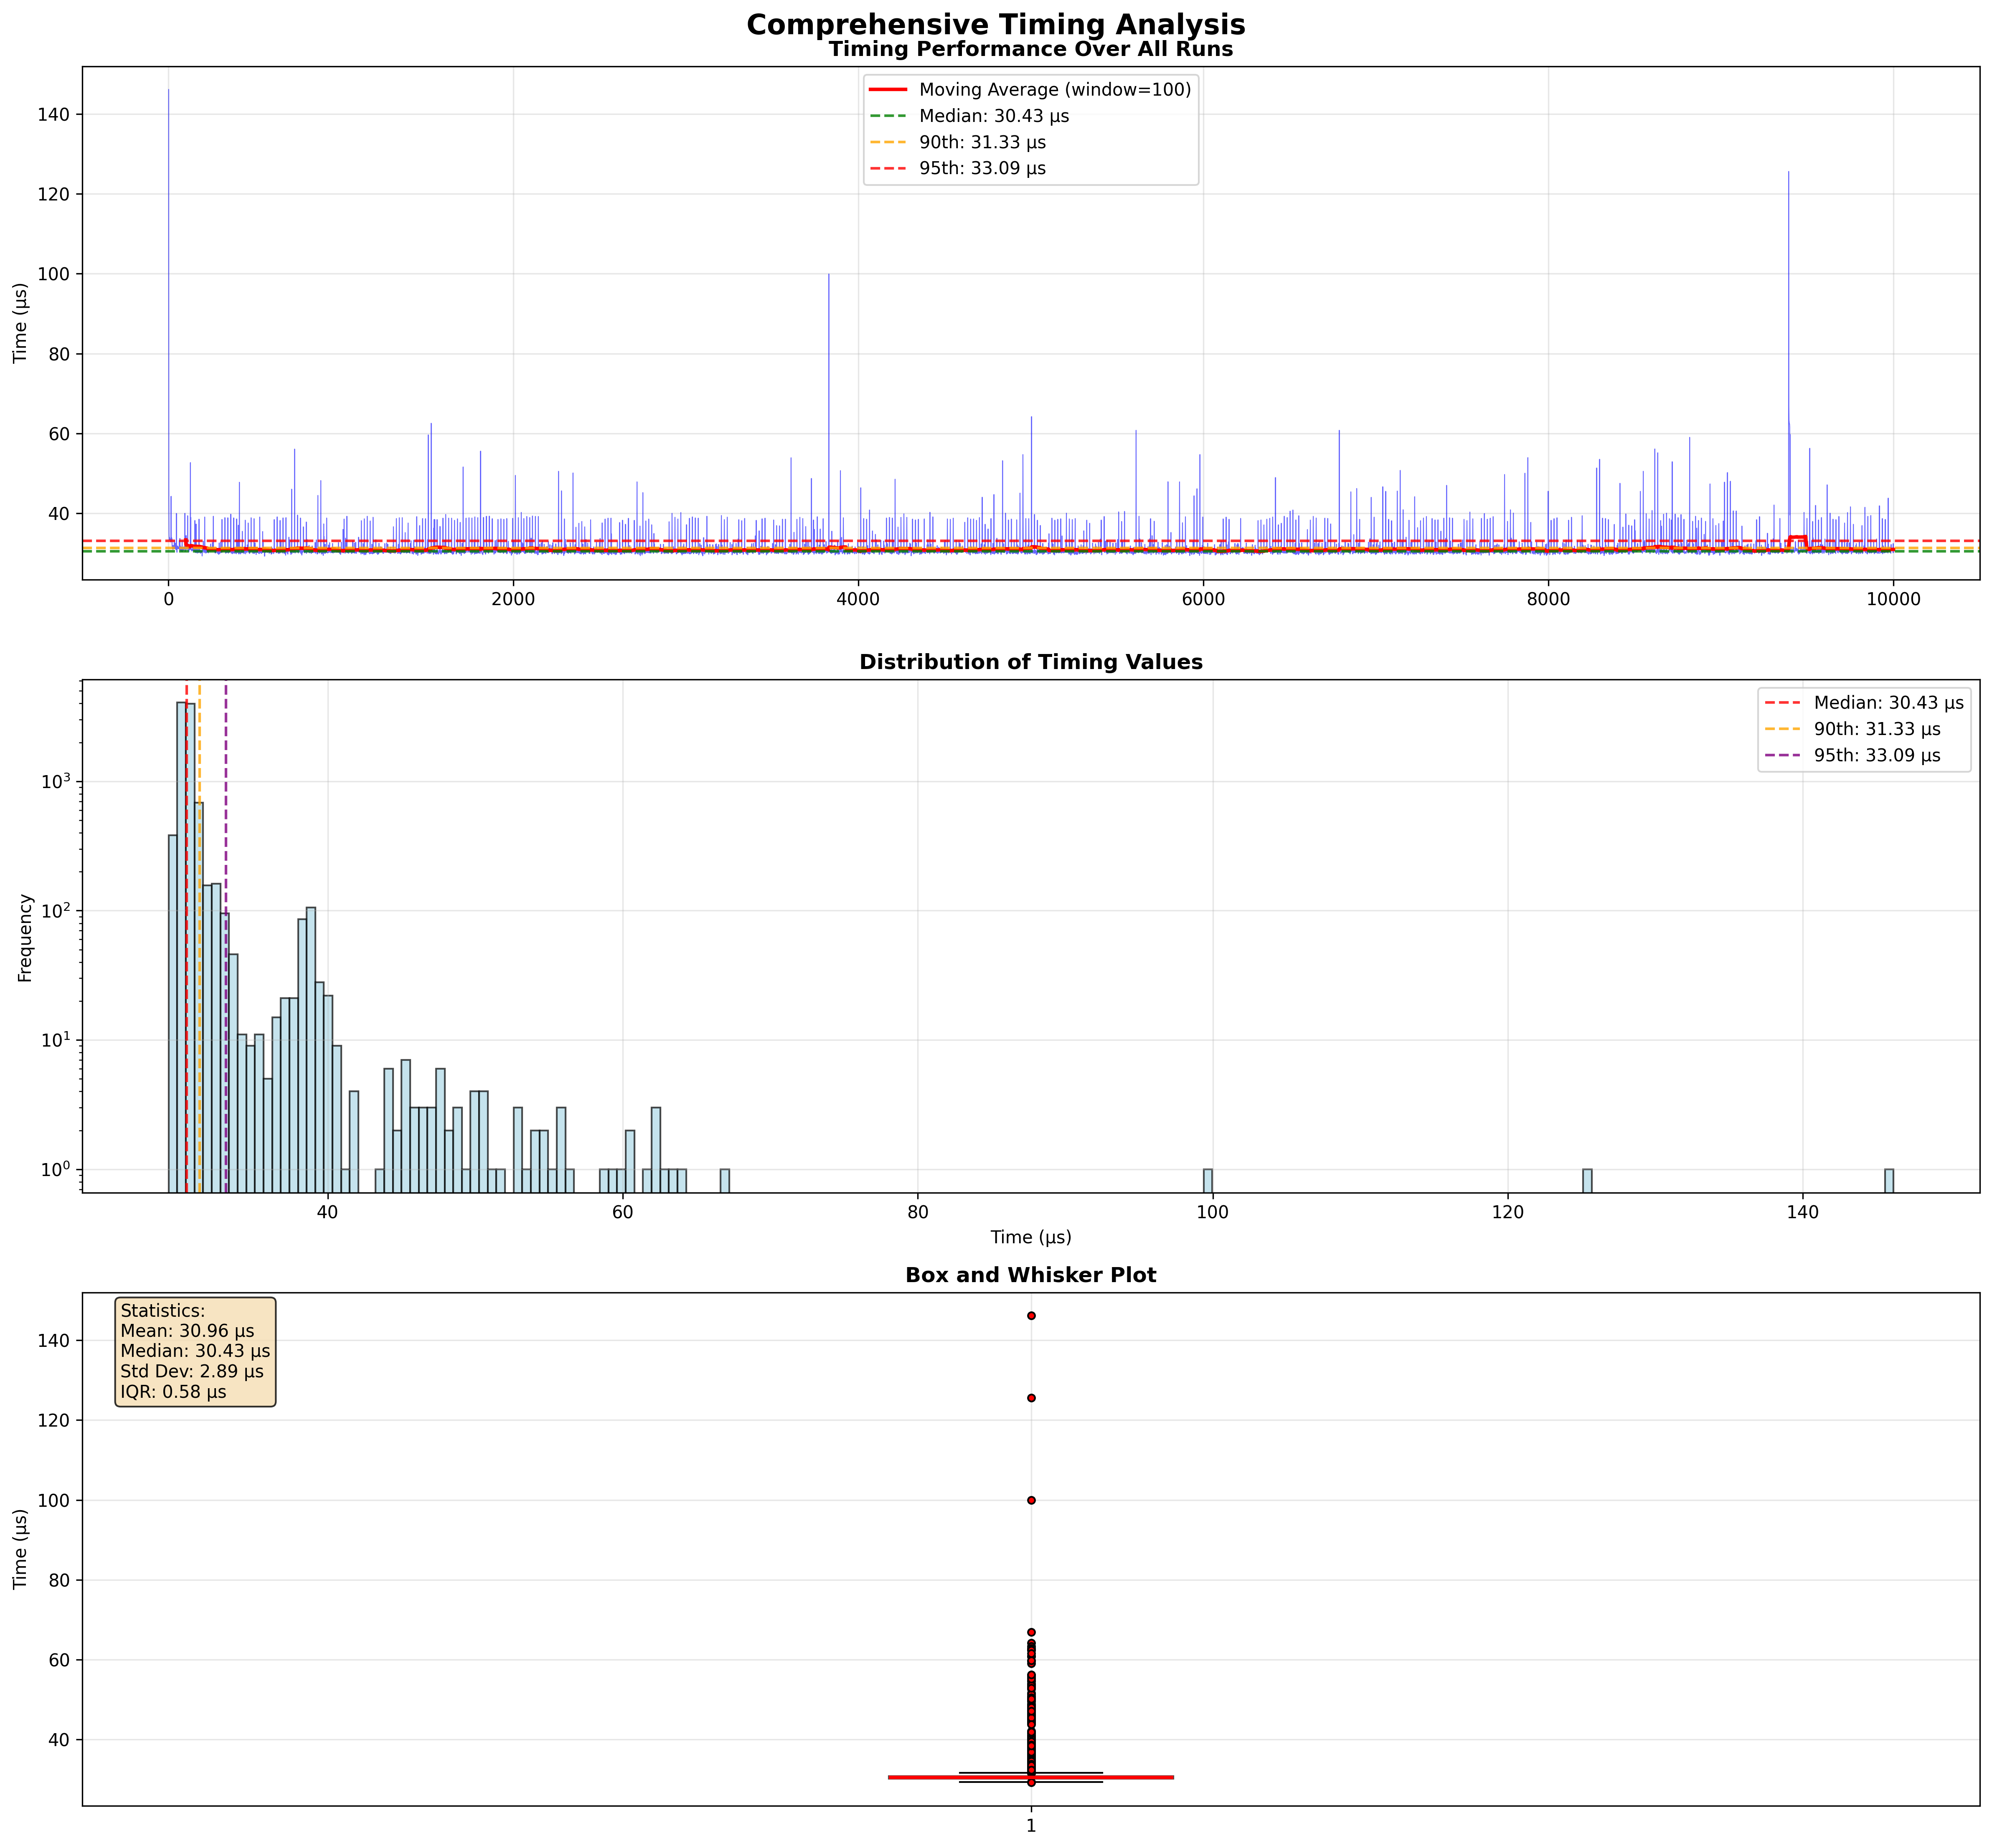 Comprehensive Timing Analysis
Timing Performance Over All Runs
Time (µs)
140
120
100
80
60
40
Moving Average (window=100)
Median: 30.43 µs
90th: 31.33 µs
95th: 33.09 µs
0 2000 4000 6000 8000 10000
Distribution of Timing Values
Frequency
10³
10²
10¹
10⁰
Median: 30.43 µs
90th: 31.33 µs
95th: 33.09 µs
40 60 80 100 120 140
Time (µs)
Box and Whisker Plot
Time (µs)
140
120
100
80
60
40
Statistics:
Mean: 30.96 µs
Median: 30.43 µs
Std Dev: 2.89 µs
IQR: 0.58 µs
1